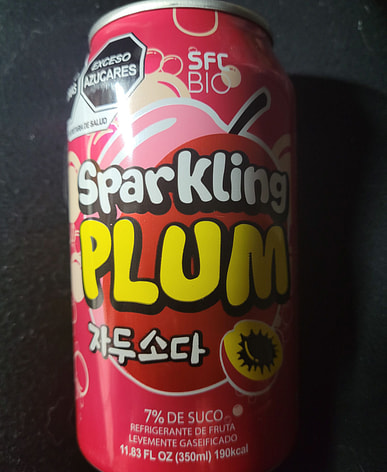 EXCESO
AZÚCARES
SFC
BIO
Sparkling
PLUM
자두소다
7% DE SUCO
REFRIGERANTE DE FRUTA
LEVEMENTE GASEIFICADO
11.83 FL OZ (350ml) 190kcal